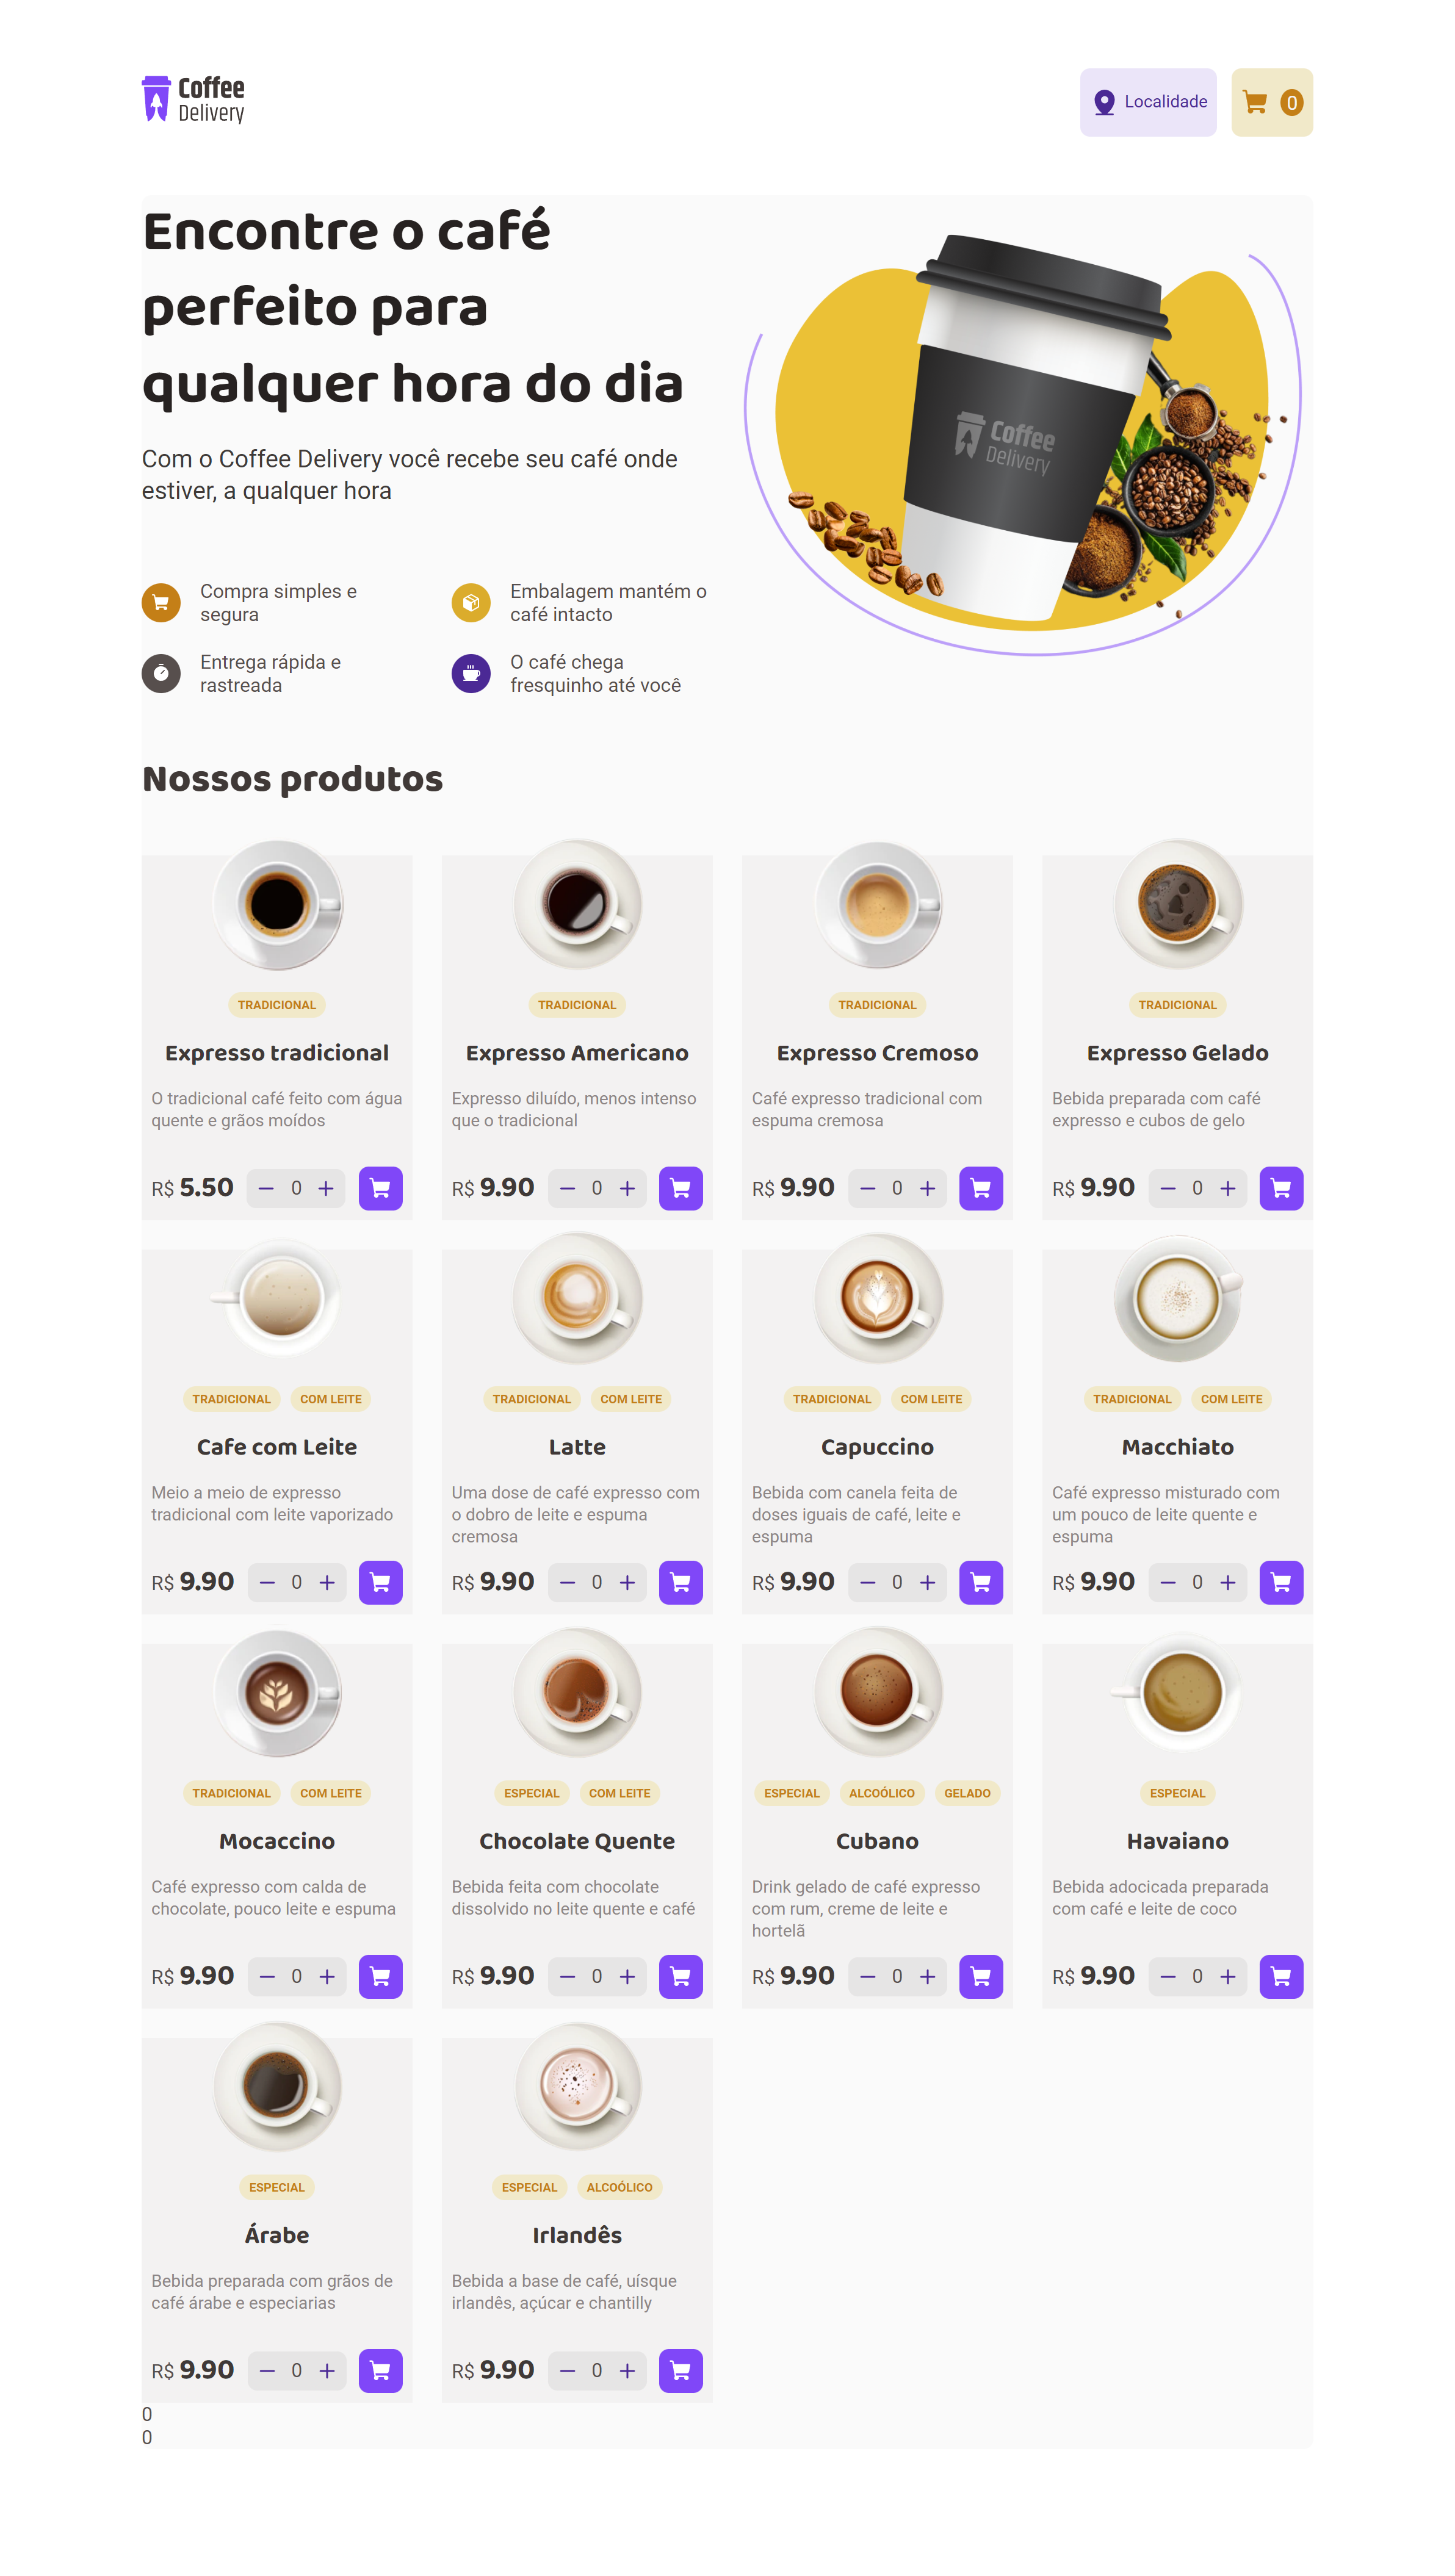 Coffee
Delivery
Localidade
0
Encontre o café
perfeito para
qualquer hora do dia
Com o Coffee Delivery você recebe seu café onde
estiver, a qualquer hora
Coffee
Delivery
Compra simples e
segura
Embalagem mantém o
café intacto
Entrega rápida e
rastreada
O café chega
fresquinho até você
Nossos produtos
TRADICIONAL
Expresso tradicional
O tradicional café feito com água
quente e grãos moídos
R$ 5.50 − 0 +
TRADICIONAL
Expresso Americano
Expresso diluído, menos intenso
que o tradicional
R$ 9.90 − 0 +
TRADICIONAL
Expresso Cremoso
Café expresso tradicional com
espuma cremosa
R$ 9.90 − 0 +
TRADICIONAL
Expresso Gelado
Bebida preparada com café
expresso e cubos de gelo
R$ 9.90 − 0 +
TRADICIONAL COM LEITE
Cafe com Leite
Meio a meio de expresso
tradicional com leite vaporizado
R$ 9.90 − 0 +
TRADICIONAL COM LEITE
Latte
Uma dose de café expresso com
o dobro de leite e espuma
cremosa
R$ 9.90 − 0 +
TRADICIONAL COM LEITE
Capuccino
Bebida com canela feita de
doses iguais de café, leite e
espuma
R$ 9.90 − 0 +
TRADICIONAL COM LEITE
Macchiato
Café expresso misturado com
um pouco de leite quente e
espuma
R$ 9.90 − 0 +
TRADICIONAL COM LEITE
Mocaccino
Café expresso com calda de
chocolate, pouco leite e espuma
R$ 9.90 − 0 +
ESPECIAL COM LEITE
Chocolate Quente
Bebida feita com chocolate
dissolvido no leite quente e café
R$ 9.90 − 0 +
ESPECIAL ALCOÓLICO GELADO
Cubano
Drink gelado de café expresso
com rum, creme de leite e
hortelã
R$ 9.90 − 0 +
ESPECIAL
Havaiano
Bebida adocicada preparada
com café e leite de coco
R$ 9.90 − 0 +
ESPECIAL
Árabe
Bebida preparada com grãos de
café árabe e especiarias
R$ 9.90 − 0 +
ESPECIAL ALCOÓLICO
Irlandês
Bebida a base de café, uísque
irlandês, açúcar e chantilly
R$ 9.90 − 0 +
0
0